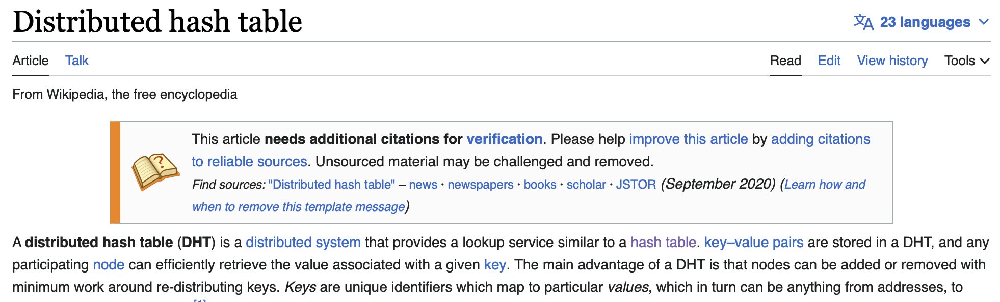 Distributed hash table
23 languages
Article Talk
Read Edit View history Tools
From Wikipedia, the free encyclopedia
This article needs additional citations for verification. Please help improve this article by adding citations
to reliable sources. Unsourced material may be challenged and removed.
Find sources: "Distributed hash table" – news · newspapers · books · scholar · JSTOR (September 2020) (Learn how and
when to remove this template message)
A distributed hash table (DHT) is a distributed system that provides a lookup service similar to a hash table. key–value pairs are stored in a DHT, and any
participating node can efficiently retrieve the value associated with a given key. The main advantage of a DHT is that nodes can be added or removed with
minimum work around re-distributing keys. Keys are unique identifiers which map to particular values, which in turn can be anything from addresses, to